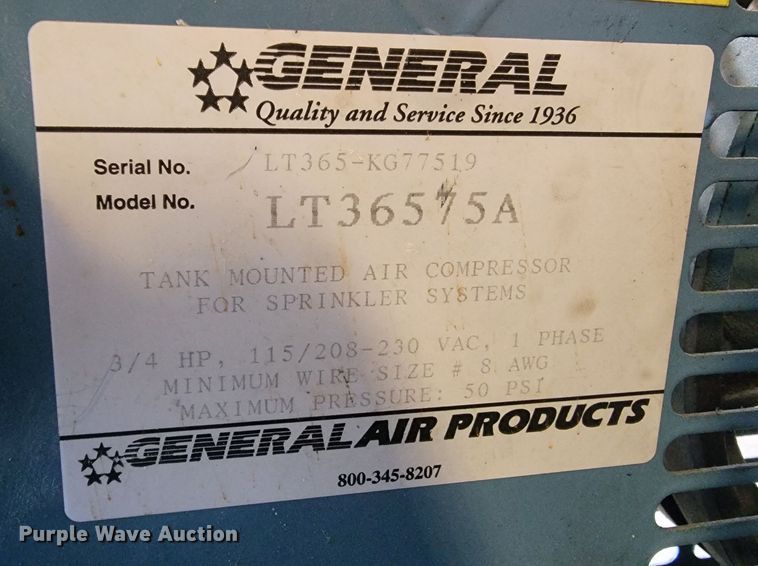 GENERAL
Quality and Service Since 1936
Serial No. LT365-KG77519
Model No. LT36575A
TANK MOUNTED AIR COMPRESSOR
FOR SPRINKLER SYSTEMS
3/4 HP, 115/208-230 VAC, 1 PHASE
MINIMUM WIRE SIZE # 8 AWG
MAXIMUM PRESSURE: 50 PSI
GENERAL AIR PRODUCTS
800-345-8207
Purple Wave Auction